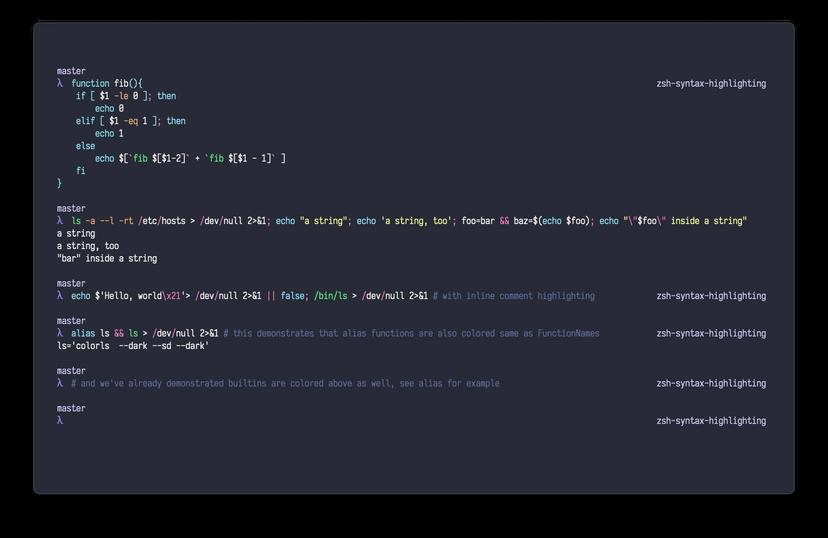 master
λ function fib(){ zsh-syntax-highlighting
if [ $1 -le 0 ]; then
echo 0
elif [ $1 -eq 1 ]; then
echo 1
else
echo $[`fib $[$1-2]` + `fib $[$1 - 1]` ]
fi
}
master
λ ls -a --l -rt /etc/hosts > /dev/null 2>&1; echo "a string"; echo 'a string, too'; foo=bar && baz=$(echo $foo); echo "\"$foo\" inside a string"
a string
a string, too
"bar" inside a string
master
λ echo $'Hello, world\x21'> /dev/null 2>&1 || false; /bin/ls > /dev/null 2>&1 # with inline comment highlighting zsh-syntax-highlighting
master
λ alias ls && ls > /dev/null 2>&1 # this demonstrates that alias functions are also colored same as FunctionNames zsh-syntax-highlighting
ls='colorls --dark --sd --dark'
master
λ # and we've already demonstrated builtins are colored above as well, see alias for example zsh-syntax-highlighting
master
λ zsh-syntax-highlighting